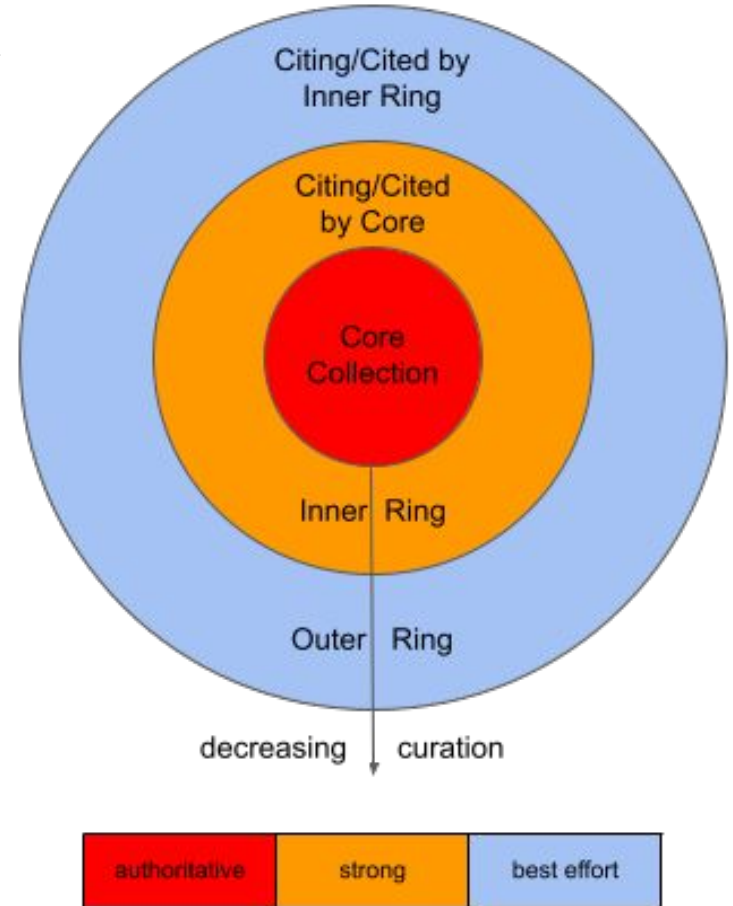 Citing/Cited by
Inner Ring
Citing/Cited
by Core
Core
Collection
Inner Ring
Outer Ring
decreasing curation
authoritative strong best effort